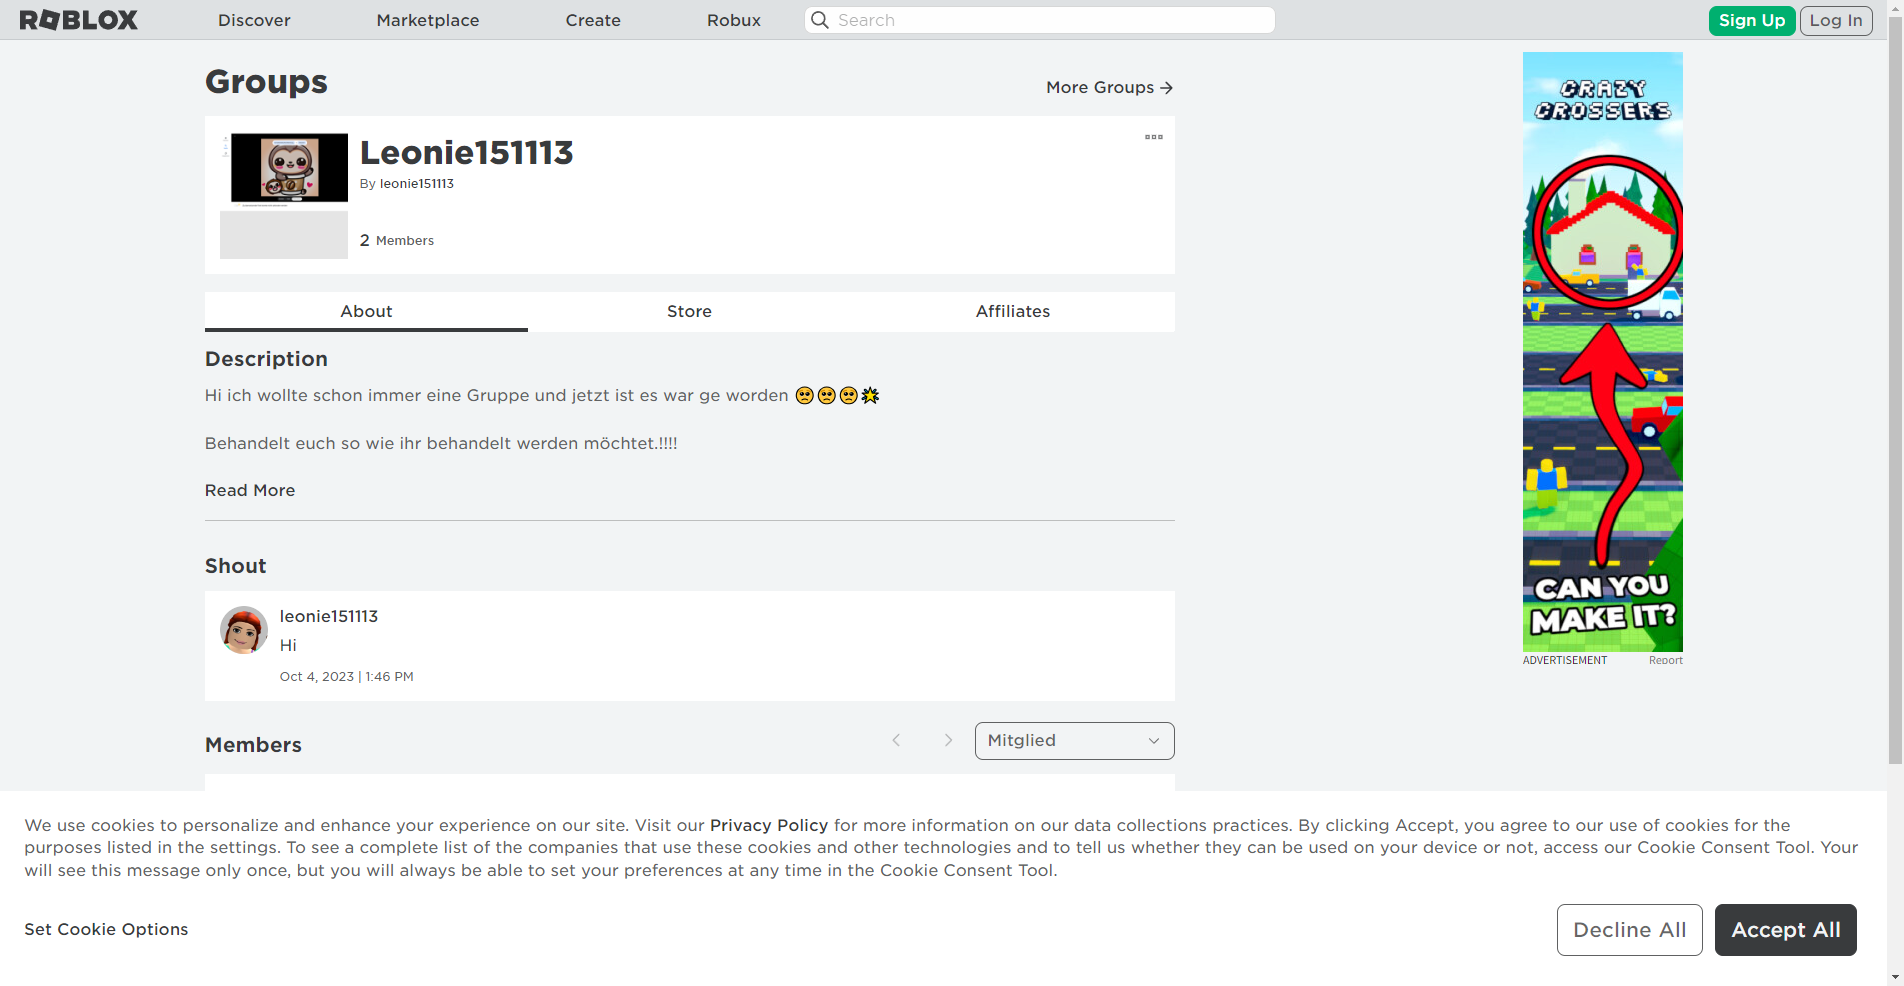 ROBLOX
Discover
Marketplace
Create
Robux
Search
Sign Up
Log In
Groups
More Groups
Leonie151113
By leonie151113
2 Members
About
Store
Affiliates
Description
Hi ich wollte schon immer eine Gruppe und jetzt ist es war ge worden 🥺🥺🥺🌟
Behandelt euch so wie ihr behandelt werden möchtet.!!!!
Read More
Shout
leonie151113
Hi
Oct 4, 2023 | 1:46 PM
Members
Mitglied
CRAZY
CROSSERS
CAN YOU
MAKE IT?
ADVERTISEMENT
Report
We use cookies to personalize and enhance your experience on our site. Visit our Privacy Policy for more information on our data collections practices. By clicking Accept, you agree to our use of cookies for the
purposes listed in the settings. To see a complete list of the companies that use these cookies and other technologies and to tell us whether they can be used on your device or not, access our Cookie Consent Tool. Your
will see this message only once, but you will always be able to set your preferences at any time in the Cookie Consent Tool.
Set Cookie Options
Decline All
Accept All